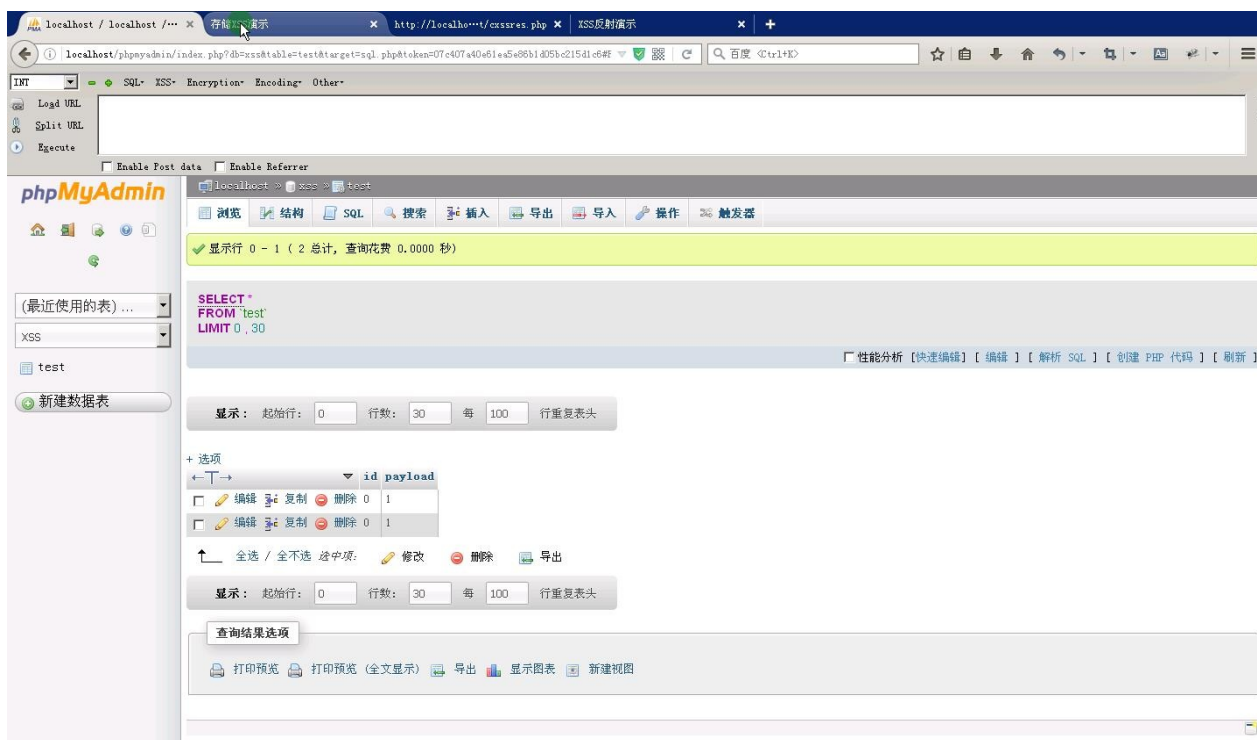 localhost / localhost /… × 存储XSS演示 × http://localho…t/cxssres.php × XSS反射演示 × +
localhost/phpmyadmin/index.php?db=xss&table=test&target=sql.php&token=07c407a40e61ea5e86b1d05bc215d1c6#F 百度 <Ctrl+K>
INT SQL- XSS- Encryption- Encoding- Other-
Load URL
Split URL
Execute
Enable Post data Enable Referrer
phpMyAdmin
localhost » xss » test
浏览 结构 SQL 搜索 插入 导出 导入 操作 触发器
显示行 0 - 1 ( 2 总计, 查询花费 0.0000 秒)
(最近使用的表) ...
xss
test
新建数据表
SELECT *
FROM `test`
LIMIT 0 , 30
性能分析 [快速编辑] [ 编辑 ] [ 解析 SQL ] [ 创建 PHP 代码 ] [ 刷新 ]
显示: 起始行: 0 行数: 30 每 100 行重复表头
+ 选项
←T→ id payload
编辑 复制 删除 0 1
编辑 复制 删除 0 1
全选 / 全不选 选中项: 修改 删除 导出
显示: 起始行: 0 行数: 30 每 100 行重复表头
查询结果选项
打印预览 打印预览 (全文显示) 导出 显示图表 新建视图